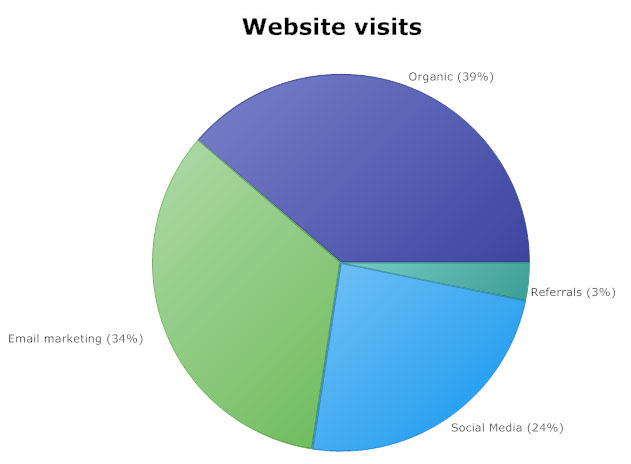 Website visits
Organic (39%)
Referrals (3%)
Email marketing (34%)
Social Media (24%)